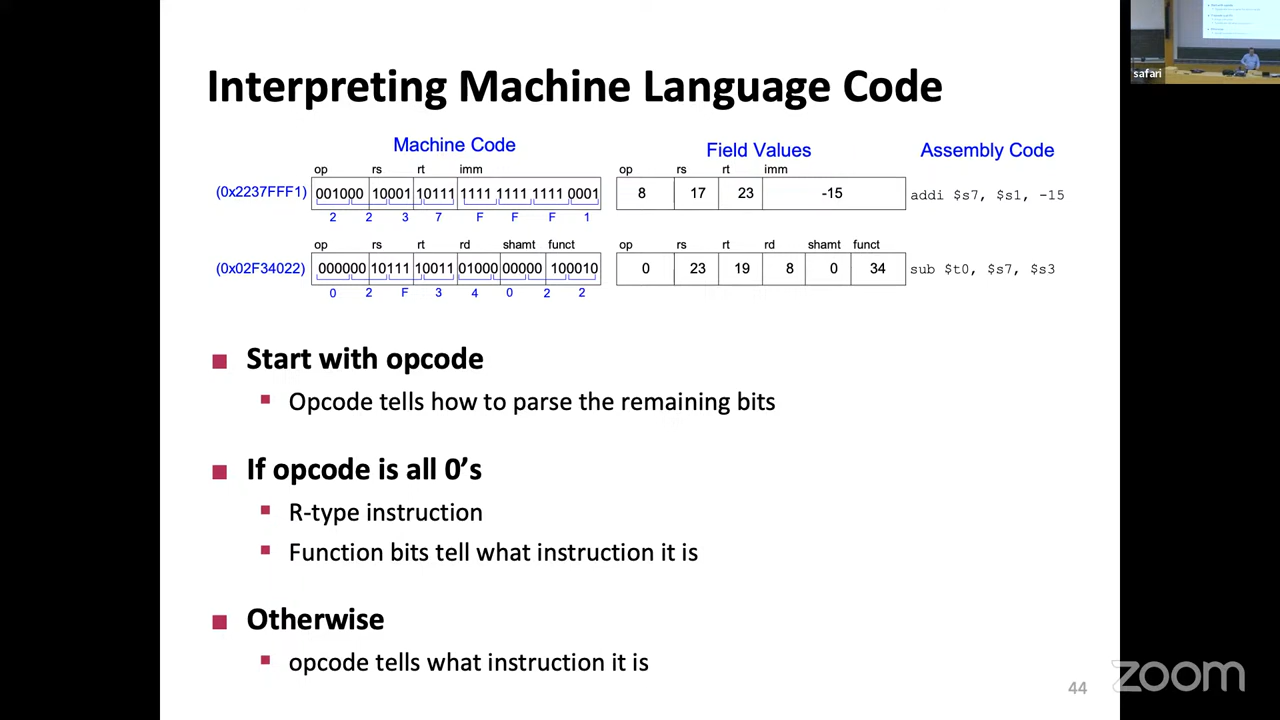 safari
Interpreting Machine Language Code
Machine Code Field Values Assembly Code
op rs rt imm op rs rt imm
(0x2237FFF1) 001000 10001 10111 1111 1111 1111 0001 8 17 23 -15 addi $s7, $s1, -15
2 2 3 7 F F F 1
op rs rt rd shamt funct op rs rt rd shamt funct
(0x02F34022) 000000 10111 10011 01000 00000 100010 0 23 19 8 0 34 sub $t0, $s7, $s3
0 2 F 3 4 0 2 2
Start with opcode
Opcode tells how to parse the remaining bits
If opcode is all 0’s
R-type instruction
Function bits tell what instruction it is
Otherwise
opcode tells what instruction it is
44
zoom